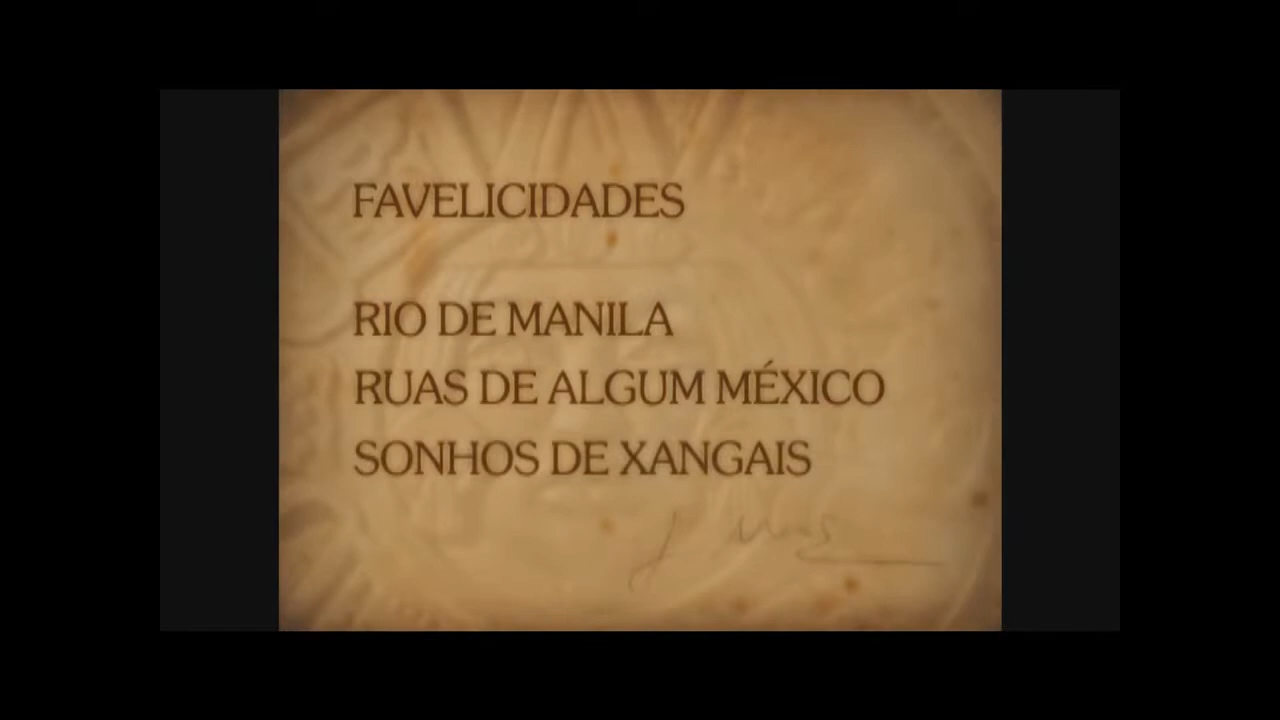 FAVELICIDADES
RIO DE MANILA
RUAS DE ALGUM MÉXICO
SONHOS DE XANGAIS